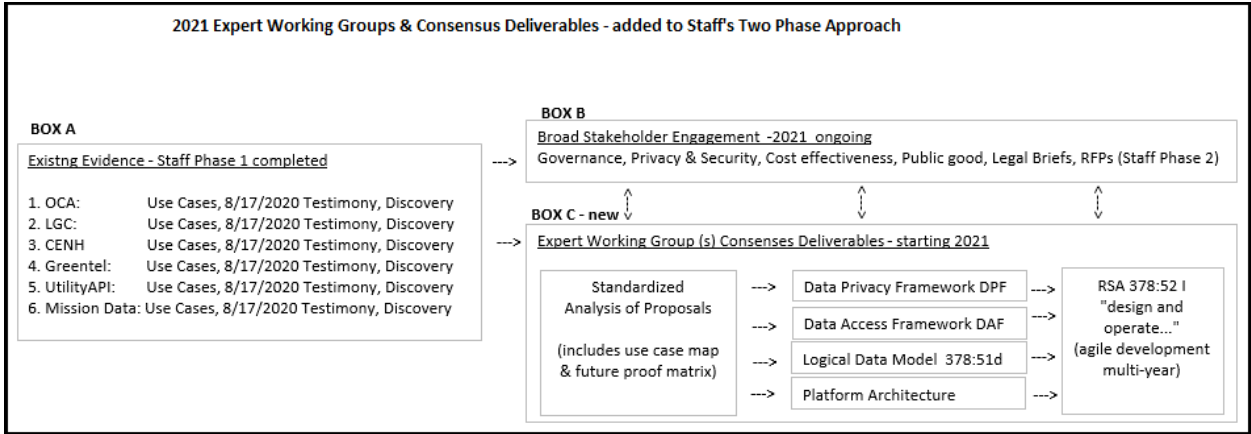 2021 Expert Working Groups & Consensus Deliverables - added to Staff's Two Phase Approach
BOX A
Existng Evidence - Staff Phase 1 completed
1. OCA: Use Cases, 8/17/2020 Testimony, Discovery
2. LGC: Use Cases, 8/17/2020 Testimony, Discovery
3. CENH Use Cases, 8/17/2020 Testimony, Discovery
4. Greentel: Use Cases, 8/17/2020 Testimony, Discovery
5. UtilityAPI: Use Cases, 8/17/2020 Testimony, Discovery
6. Mission Data: Use Cases, 8/17/2020 Testimony, Discovery
--->
--->
BOX B
Broad Stakeholder Engagement -2021 ongoing
Governance, Privacy & Security, Cost effectiveness, Public good, Legal Briefs, RFPs (Staff Phase 2)
BOX C - new
Expert Working Group (s) Consenses Deliverables - starting 2021
Standardized
Analysis of Proposals
(includes use case map
& future proof matrix)
---> Data Privacy Framework DPF --->
---> Data Access Framework DAF --->
---> Logical Data Model 378:51d --->
---> Platform Architecture --->
RSA 378:52 I
"design and
operate..."
(agile development
multi-year)